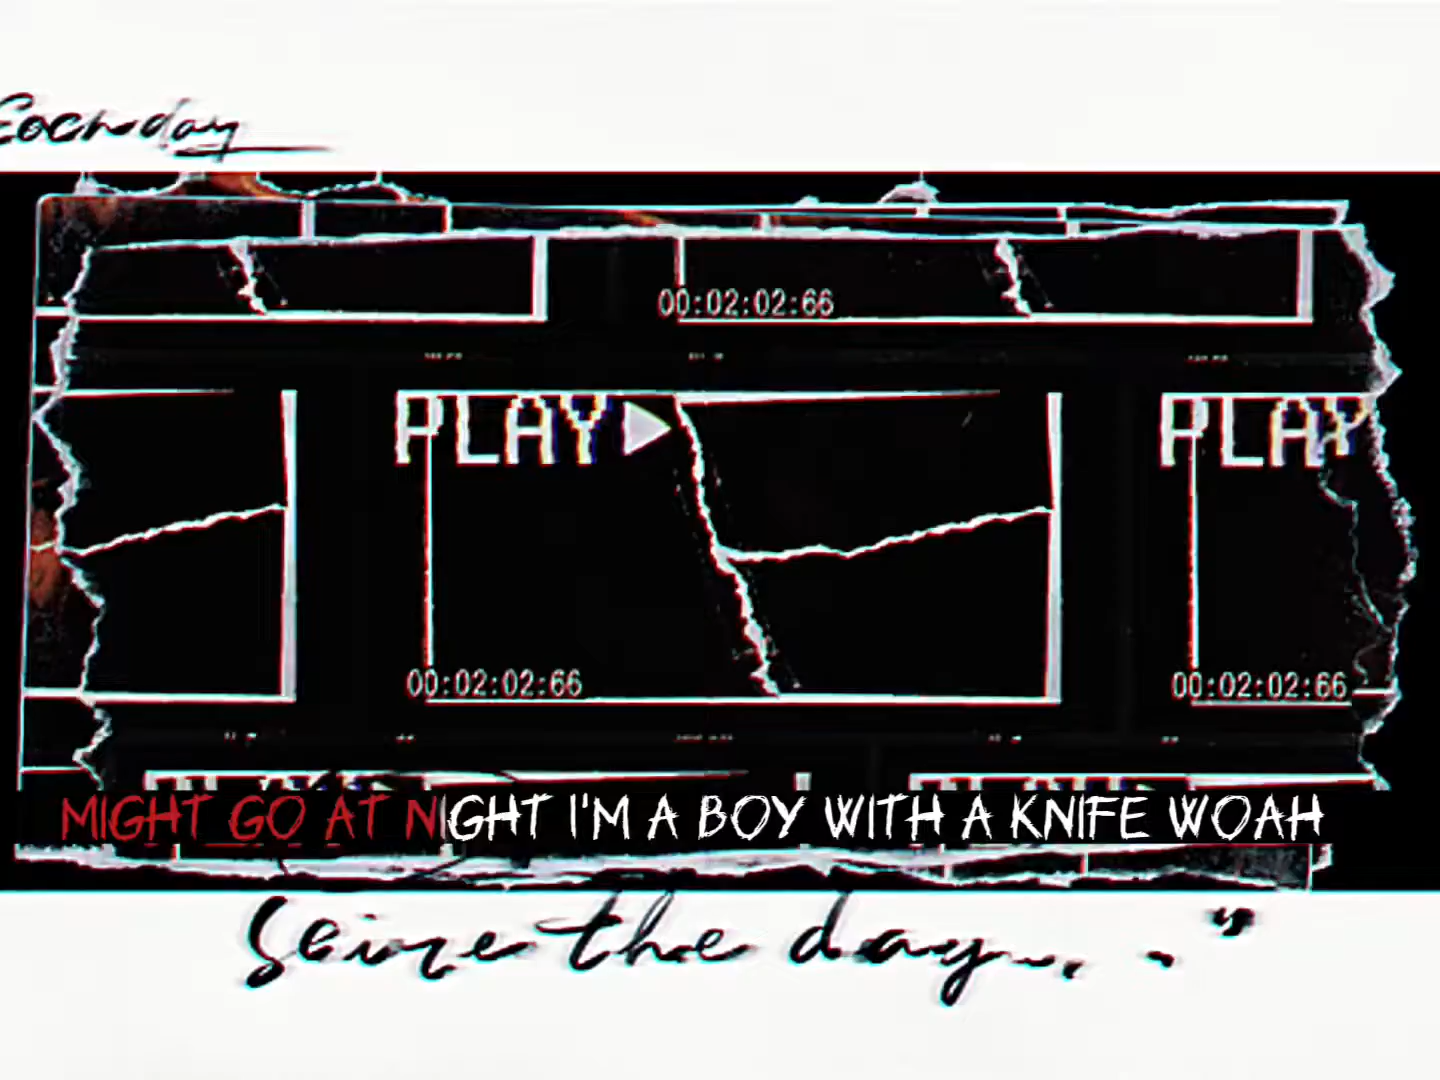 Each day
00:02:02:66
PLAY PLAY
00:02:02:66 00:02:02:66
MIGHT GO AT NIGHT I'M A BOY WITH A KNIFE WOAH
Seize the day. . "